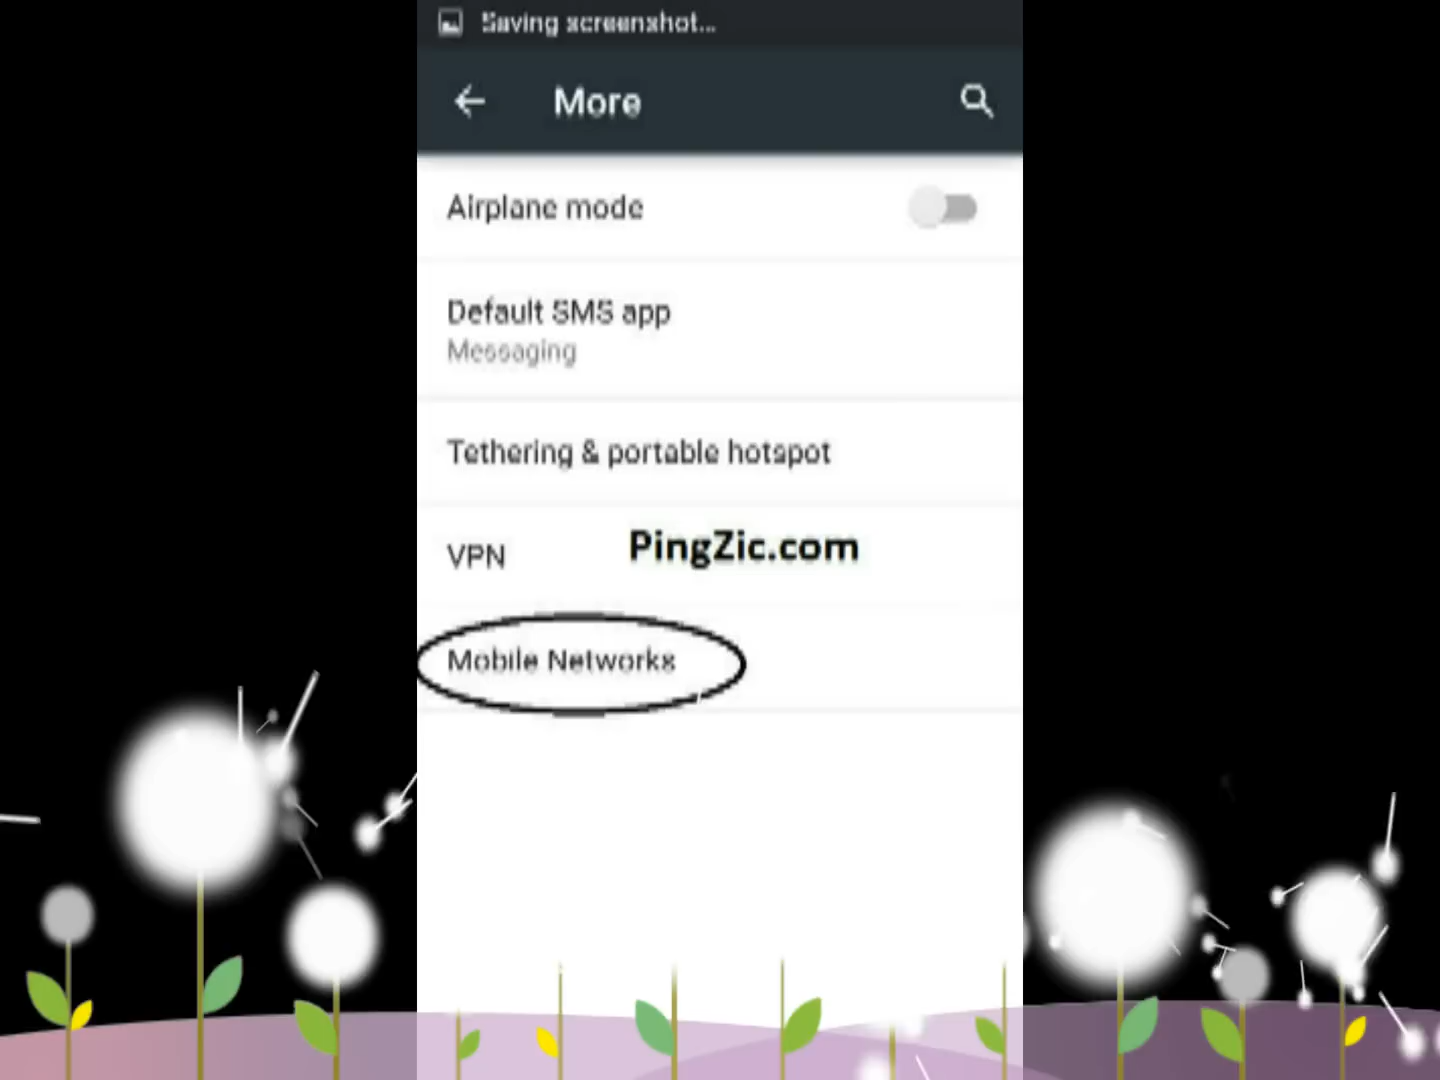 Saving screenshot...
More
Airplane mode
Default SMS app
Messaging
Tethering & portable hotspot
VPN
PingZic.com
Mobile Networks